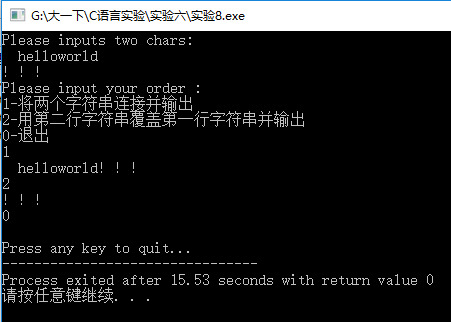 G:\大一下\C语言实验\实验六\实验8.exe
Please inputs two chars:
  helloworld
! ! !
Please input your order :
1-将两个字符串连接并输出
2-用第二行字符串覆盖第一行字符串并输出
0-退出
1
  helloworld! ! !
2
! ! !
0

Press any key to quit...
--------------------------------
Process exited after 15.53 seconds with return value 0
请按任意键继续. . .